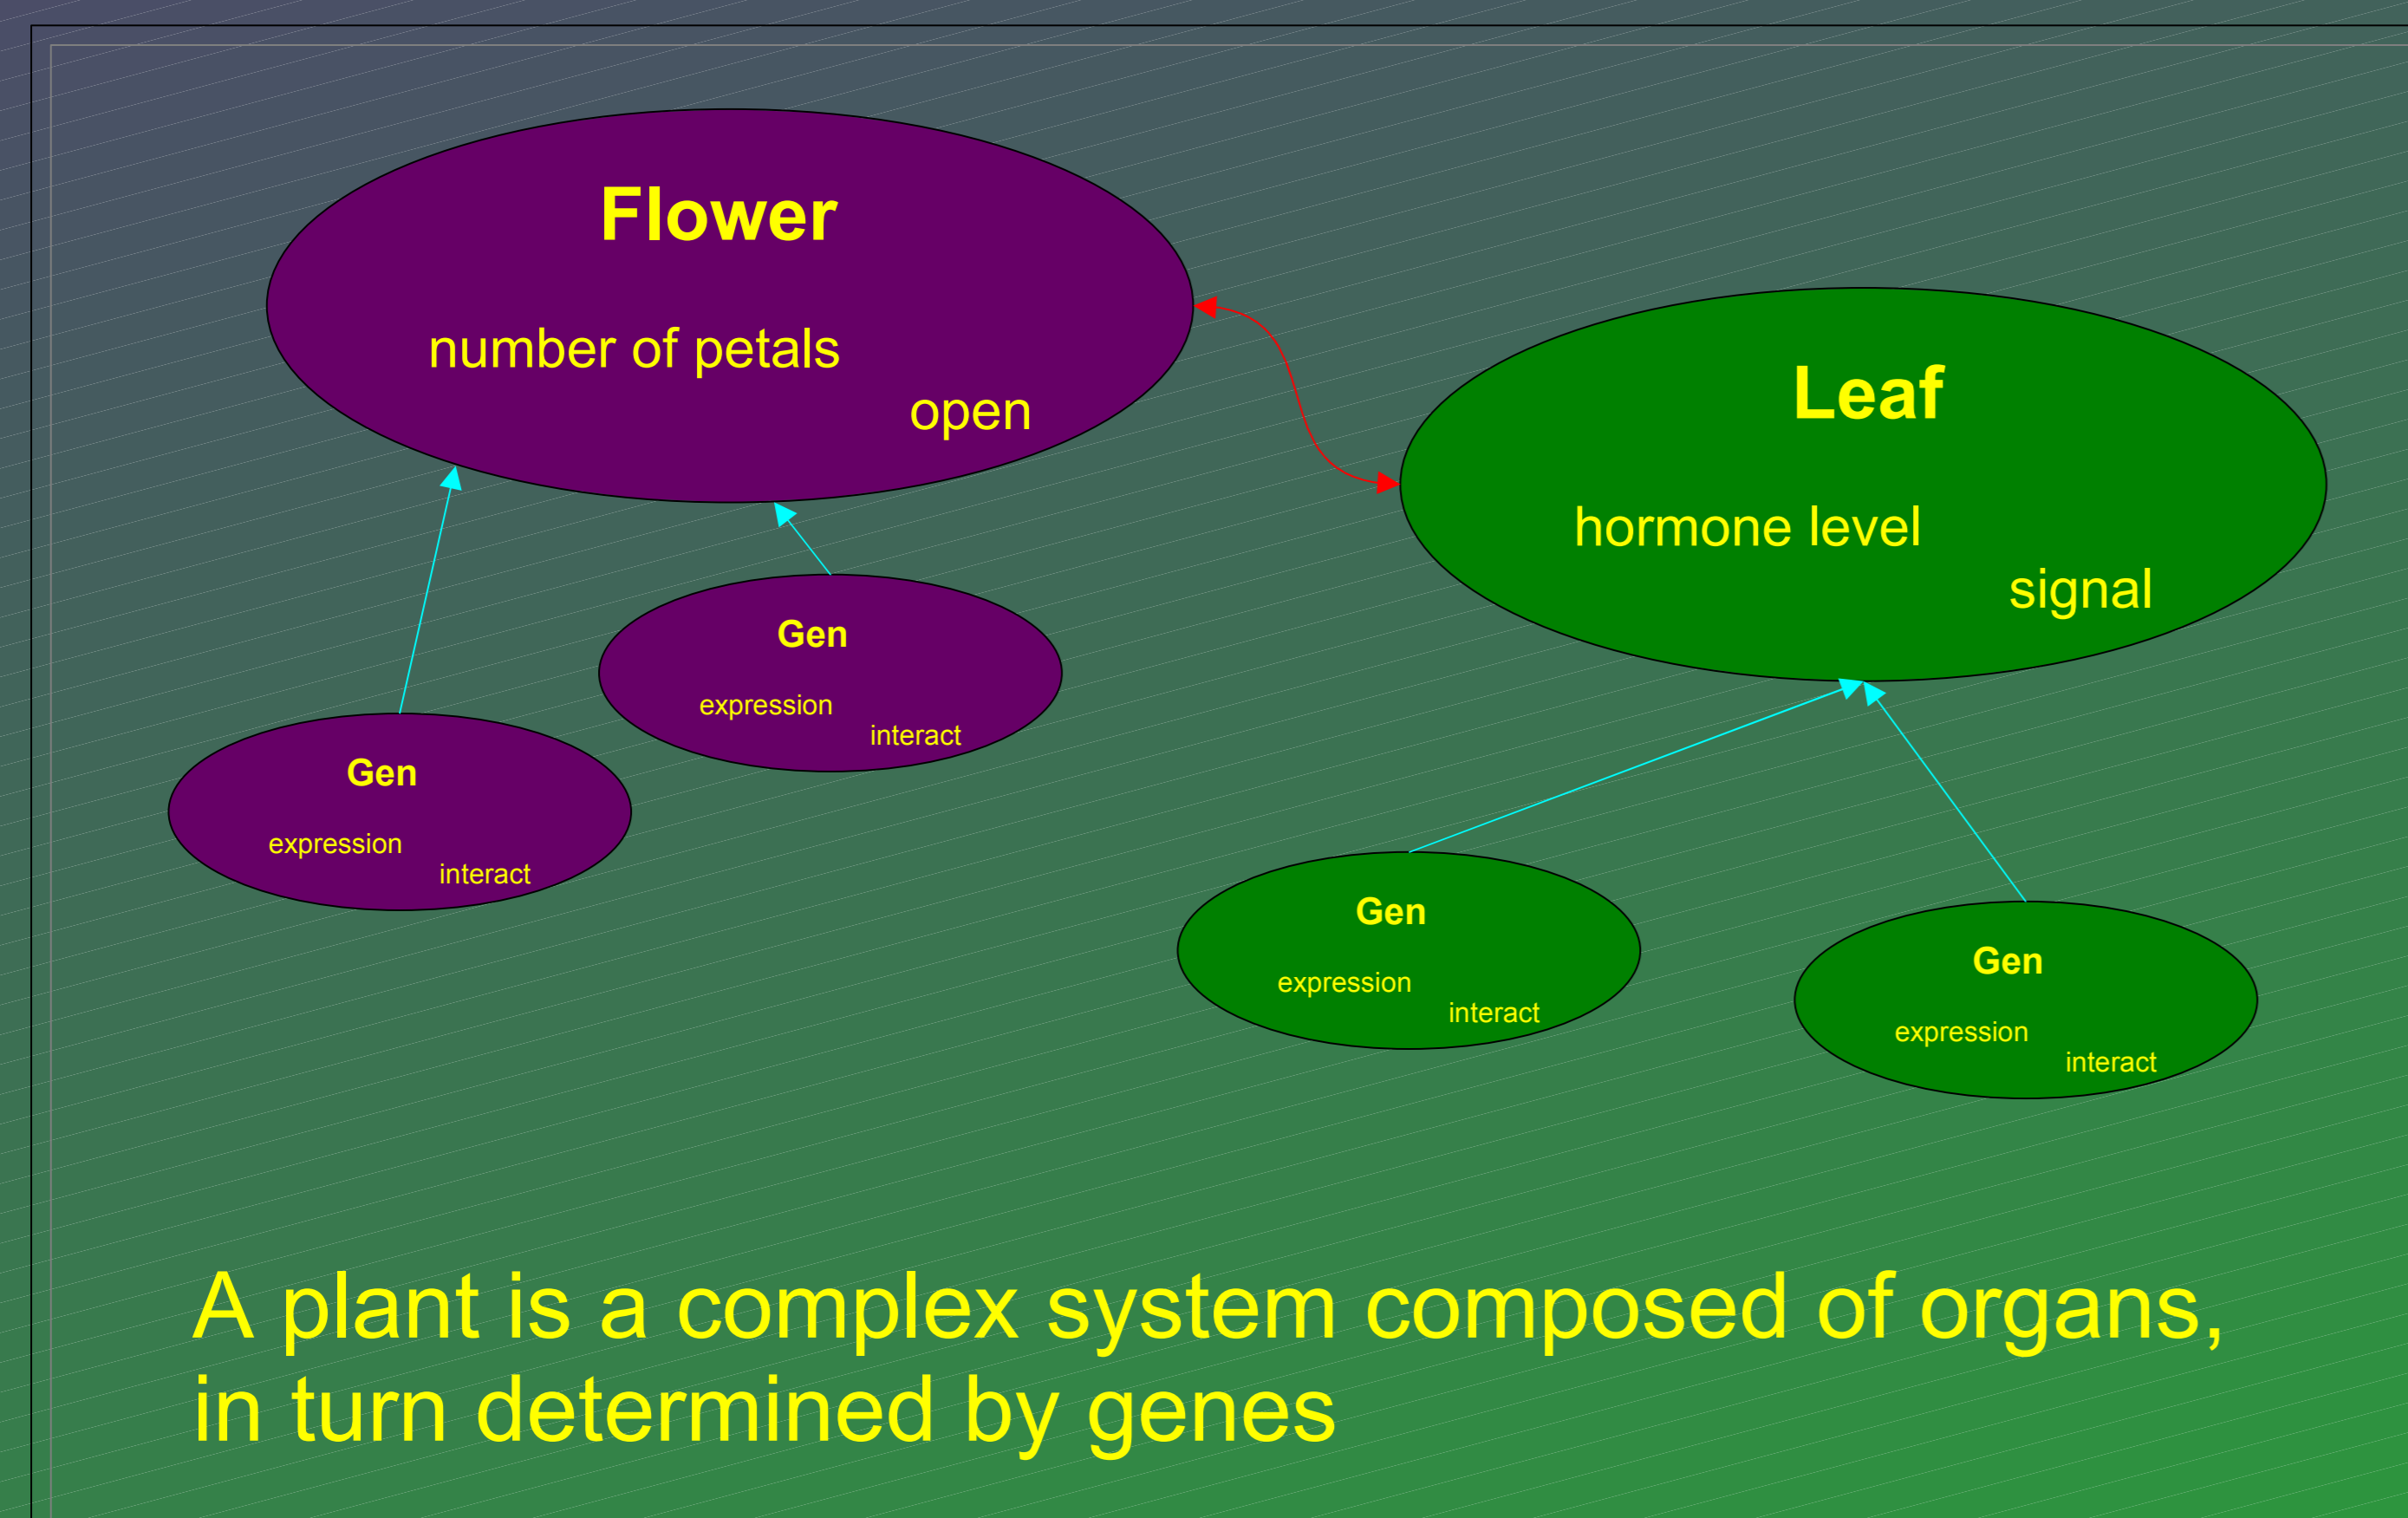 Flower
number of petals
open
Leaf
hormone level
signal
Gen
expression
interact
Gen
expression
interact
Gen
expression
interact
Gen
expression
interact
A plant is a complex system composed of organs,
in turn determined by genes